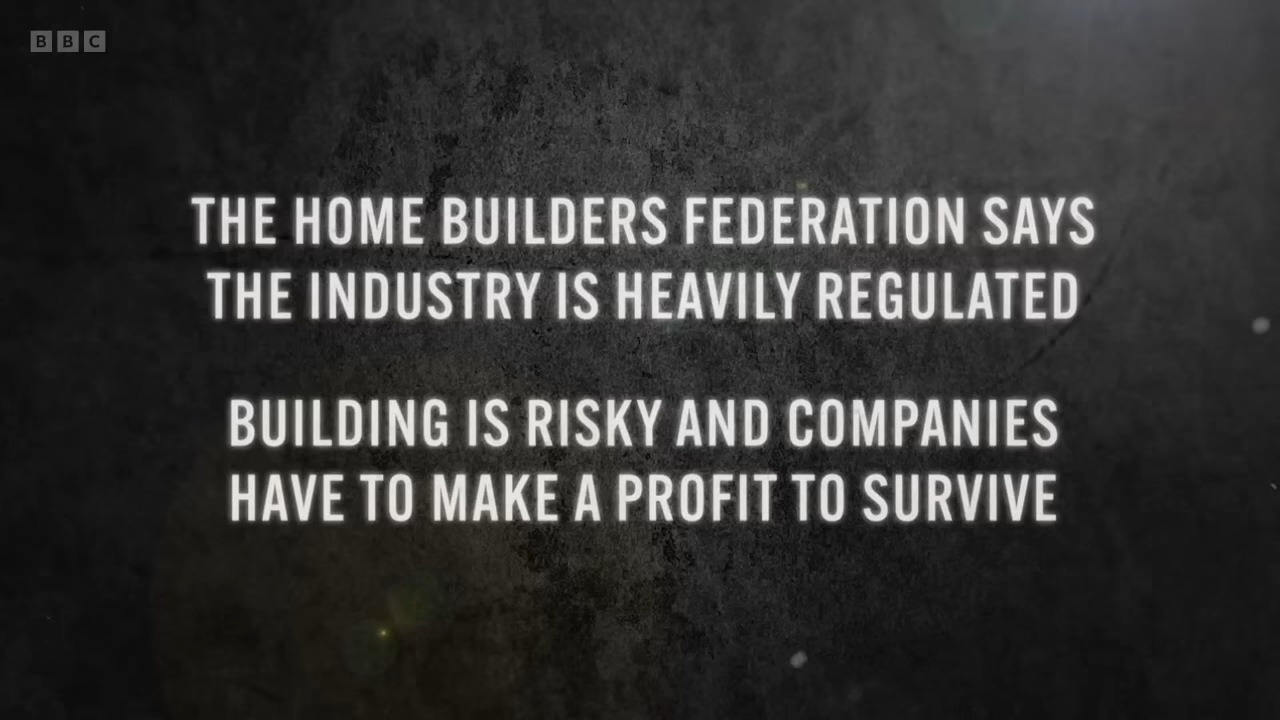 BBC
THE HOME BUILDERS FEDERATION SAYS
THE INDUSTRY IS HEAVILY REGULATED
BUILDING IS RISKY AND COMPANIES
HAVE TO MAKE A PROFIT TO SURVIVE